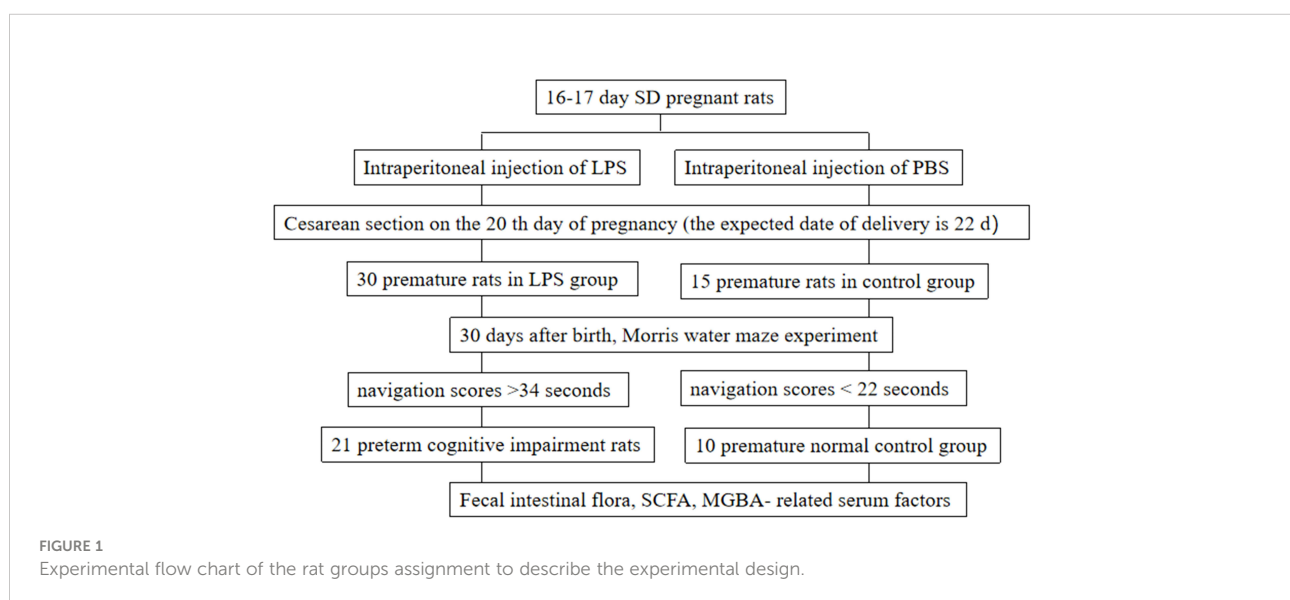 16-17 day SD pregnant rats
Intraperitoneal injection of LPS
Intraperitoneal injection of PBS
Cesarean section on the 20 th day of pregnancy (the expected date of delivery is 22 d)
30 premature rats in LPS group
15 premature rats in control group
30 days after birth, Morris water maze experiment
navigation scores >34 seconds
navigation scores < 22 seconds
21 preterm cognitive impairment rats
10 premature normal control group
Fecal intestinal flora, SCFA, MGBA- related serum factors
FIGURE 1
Experimental flow chart of the rat groups assignment to describe the experimental design.